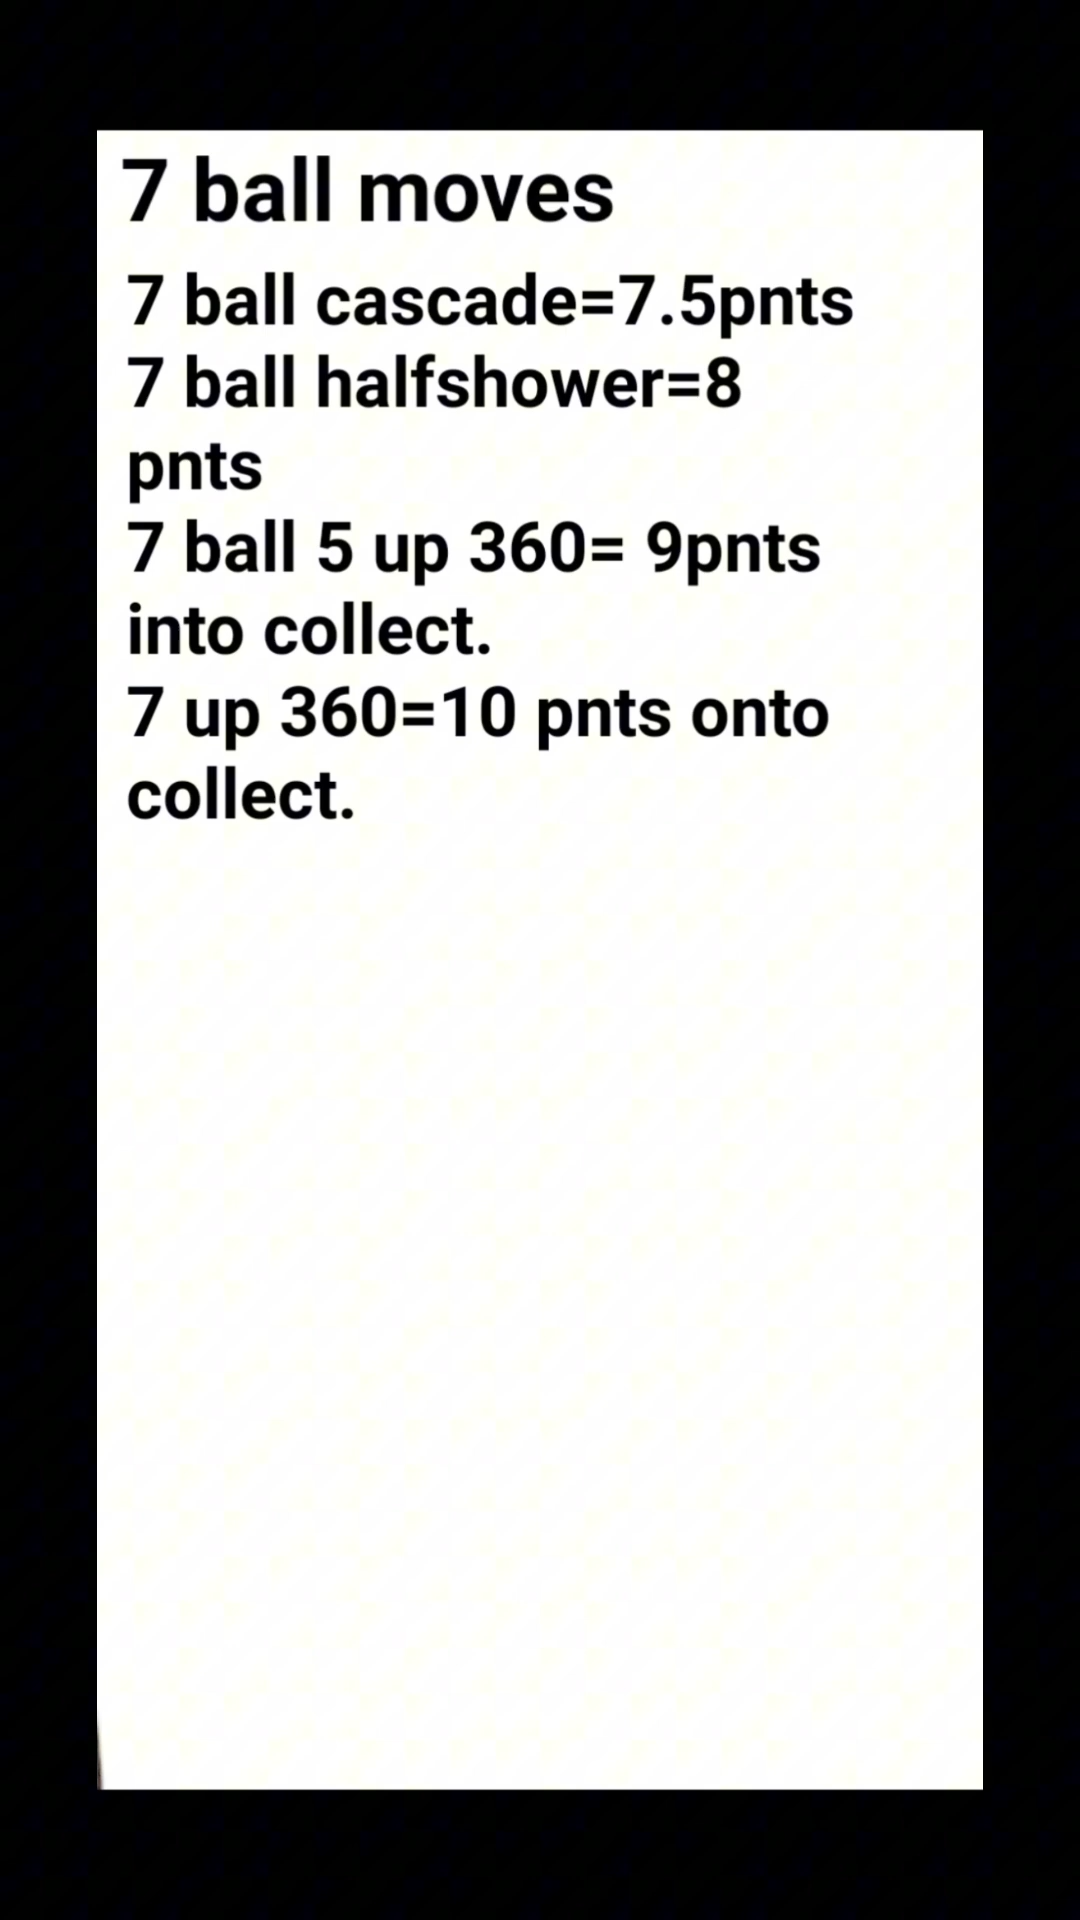 7 ball moves
7 ball cascade=7.5pnts
7 ball halfshower=8
pnts
7 ball 5 up 360= 9pnts
into collect.
7 up 360=10 pnts onto
collect.